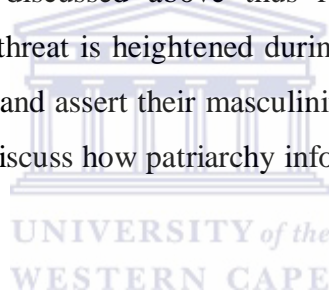 discussed above thus
threat is heightened durin
and assert their masculini
iscuss how patriarchy info
UNIVERSITY of the
WESTERN CAPE